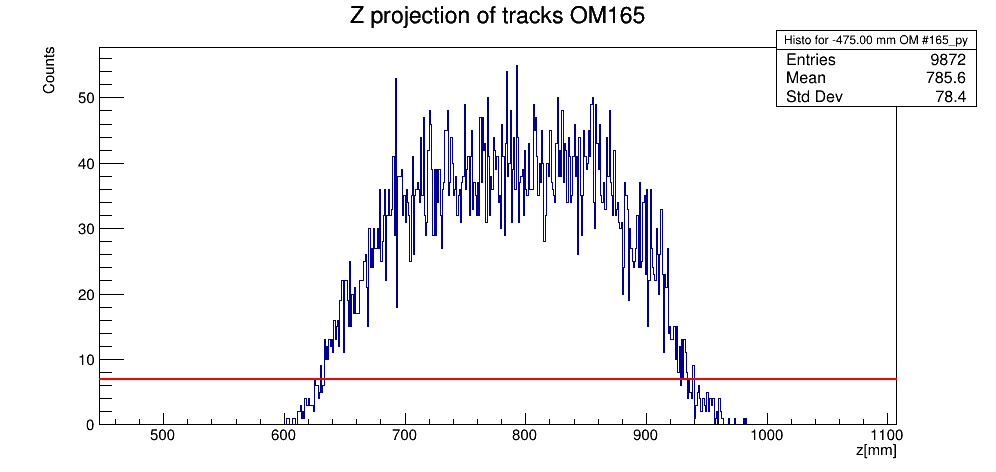 Z projection of tracks OM165
Histo for -475.00 mm OM #165_py
Entries 9872
Mean 785.6
Std Dev 78.4
Counts
50
40
30
20
10
0
500 600 700 800 900 1000 1100
z[mm]